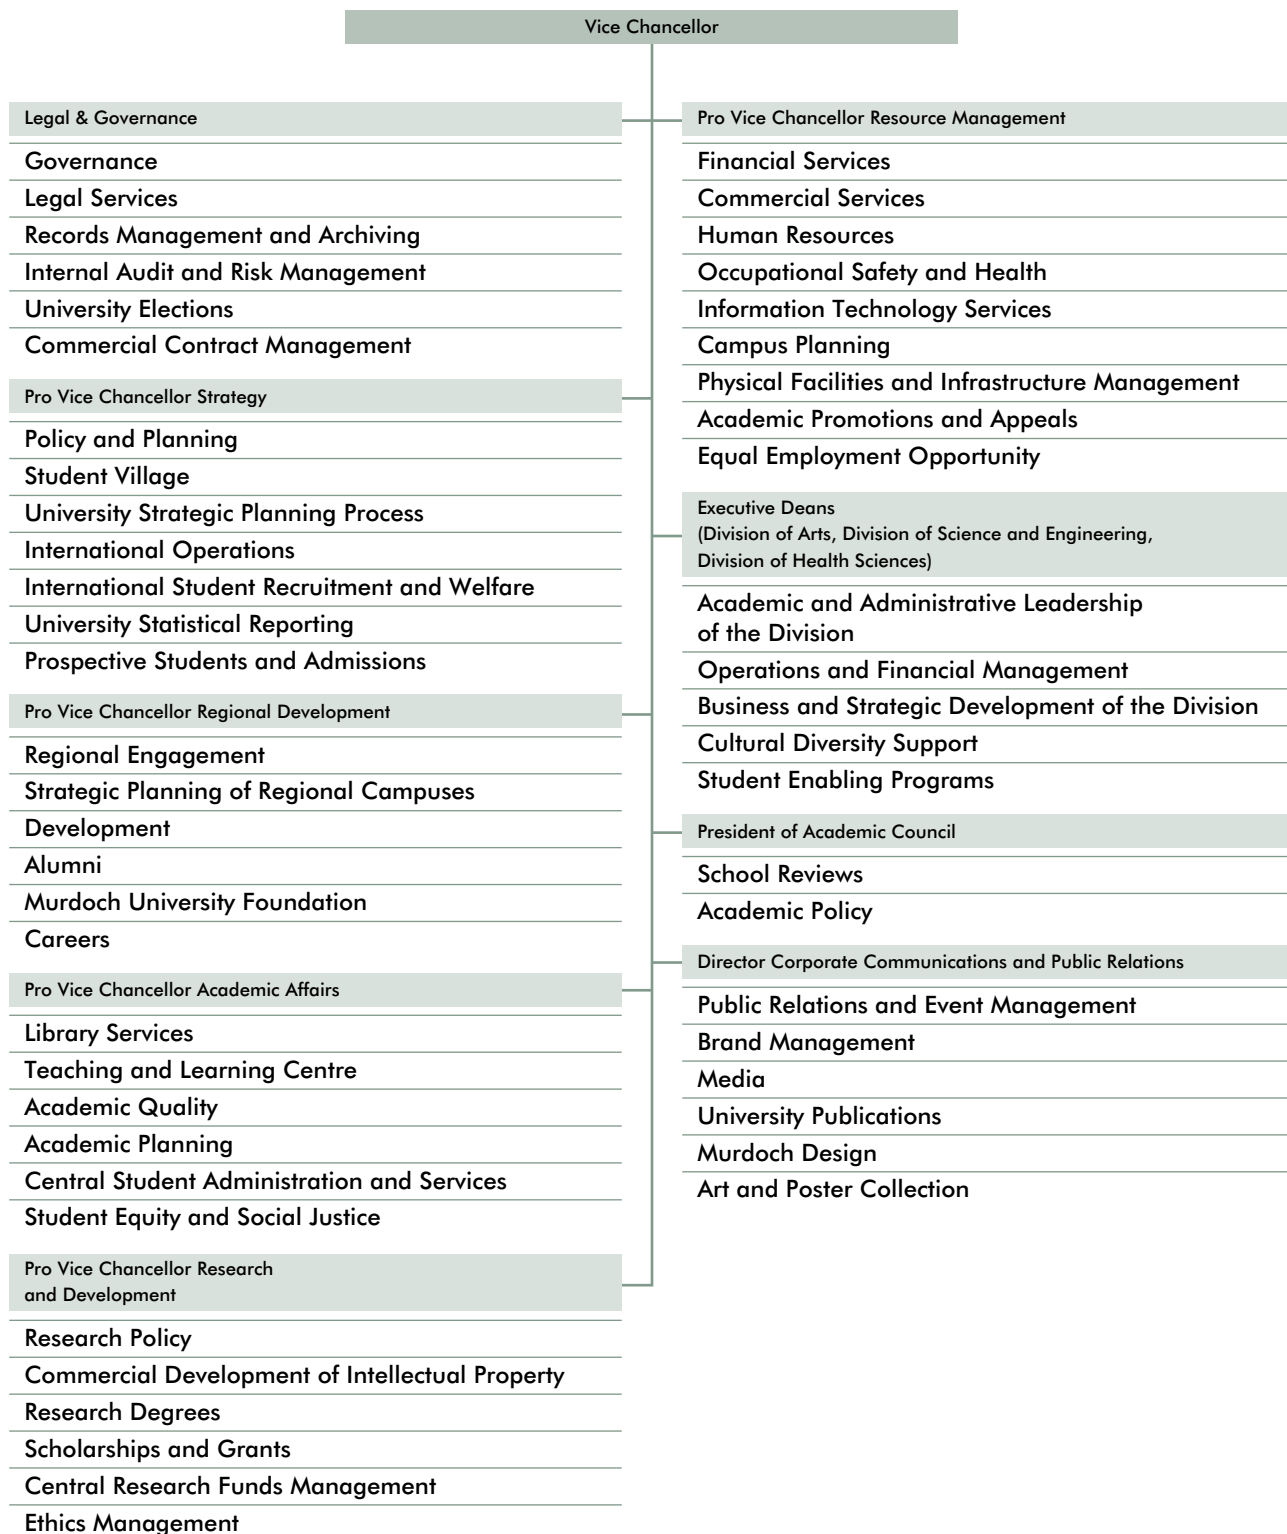 Vice Chancellor
Legal & Governance
Governance
Legal Services
Records Management and Archiving
Internal Audit and Risk Management
University Elections
Commercial Contract Management
Pro Vice Chancellor Strategy
Policy and Planning
Student Village
University Strategic Planning Process
International Operations
International Student Recruitment and Welfare
University Statistical Reporting
Prospective Students and Admissions
Pro Vice Chancellor Regional Development
Regional Engagement
Strategic Planning of Regional Campuses
Development
Alumni
Murdoch University Foundation
Careers
Pro Vice Chancellor Academic Affairs
Library Services
Teaching and Learning Centre
Academic Quality
Academic Planning
Central Student Administration and Services
Student Equity and Social Justice
Pro Vice Chancellor Research
and Development
Research Policy
Commercial Development of Intellectual Property
Research Degrees
Scholarships and Grants
Central Research Funds Management
Ethics Management
Pro Vice Chancellor Resource Management
Financial Services
Commercial Services
Human Resources
Occupational Safety and Health
Information Technology Services
Campus Planning
Physical Facilities and Infrastructure Management
Academic Promotions and Appeals
Equal Employment Opportunity
Executive Deans
(Division of Arts, Division of Science and Engineering,
Division of Health Sciences)
Academic and Administrative Leadership
of the Division
Operations and Financial Management
Business and Strategic Development of the Division
Cultural Diversity Support
Student Enabling Programs
President of Academic Council
School Reviews
Academic Policy
Director Corporate Communications and Public Relations
Public Relations and Event Management
Brand Management
Media
University Publications
Murdoch Design
Art and Poster Collection